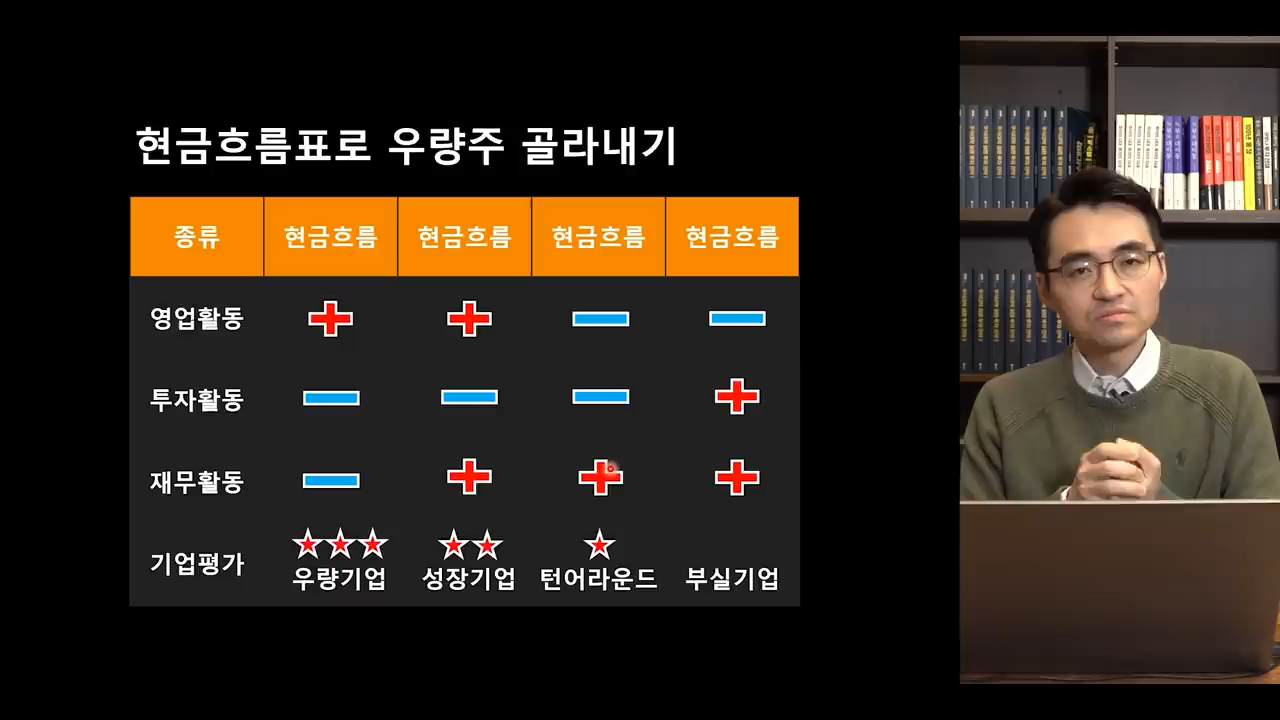 현금흐름표로 우량주 골라내기
종류 현금흐름 현금흐름 현금흐름 현금흐름
영업활동
투자활동
재무활동
기업평가
우량기업 성장기업 턴어라운드 부실기업